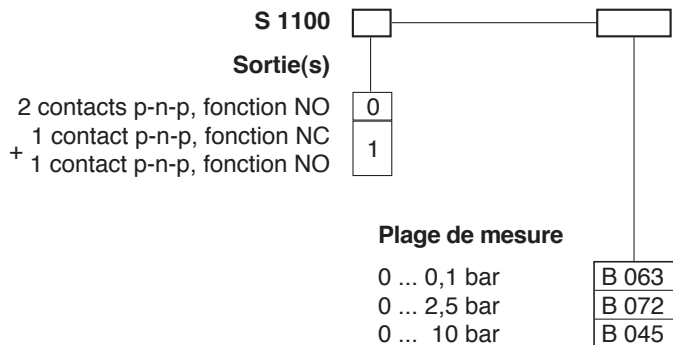 S 1100
Sortie(s)
2 contacts p-n-p, fonction NO 0
1 contact p-n-p, fonction NC
+ 1
1 contact p-n-p, fonction NO
Plage de mesure
0 ... 0,1 bar B 063
0 ... 2,5 bar B 072
0 ... 10 bar B 045